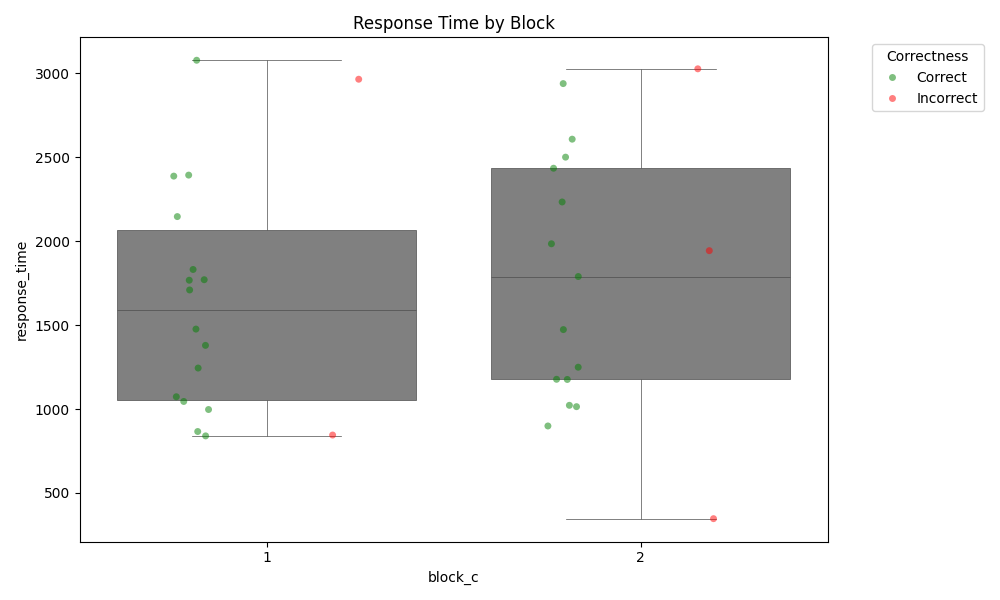 Response Time by Block
Correctness
Correct
Incorrect
response_time
3000
2500
2000
1500
1000
500
1
2
block_c